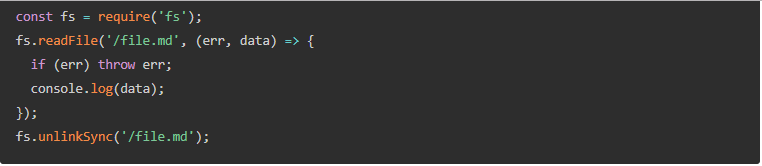 const fs = require('fs');
fs.readFile('/file.md', (err, data) => {
  if (err) throw err;
  console.log(data);
});
fs.unlinkSync('/file.md');